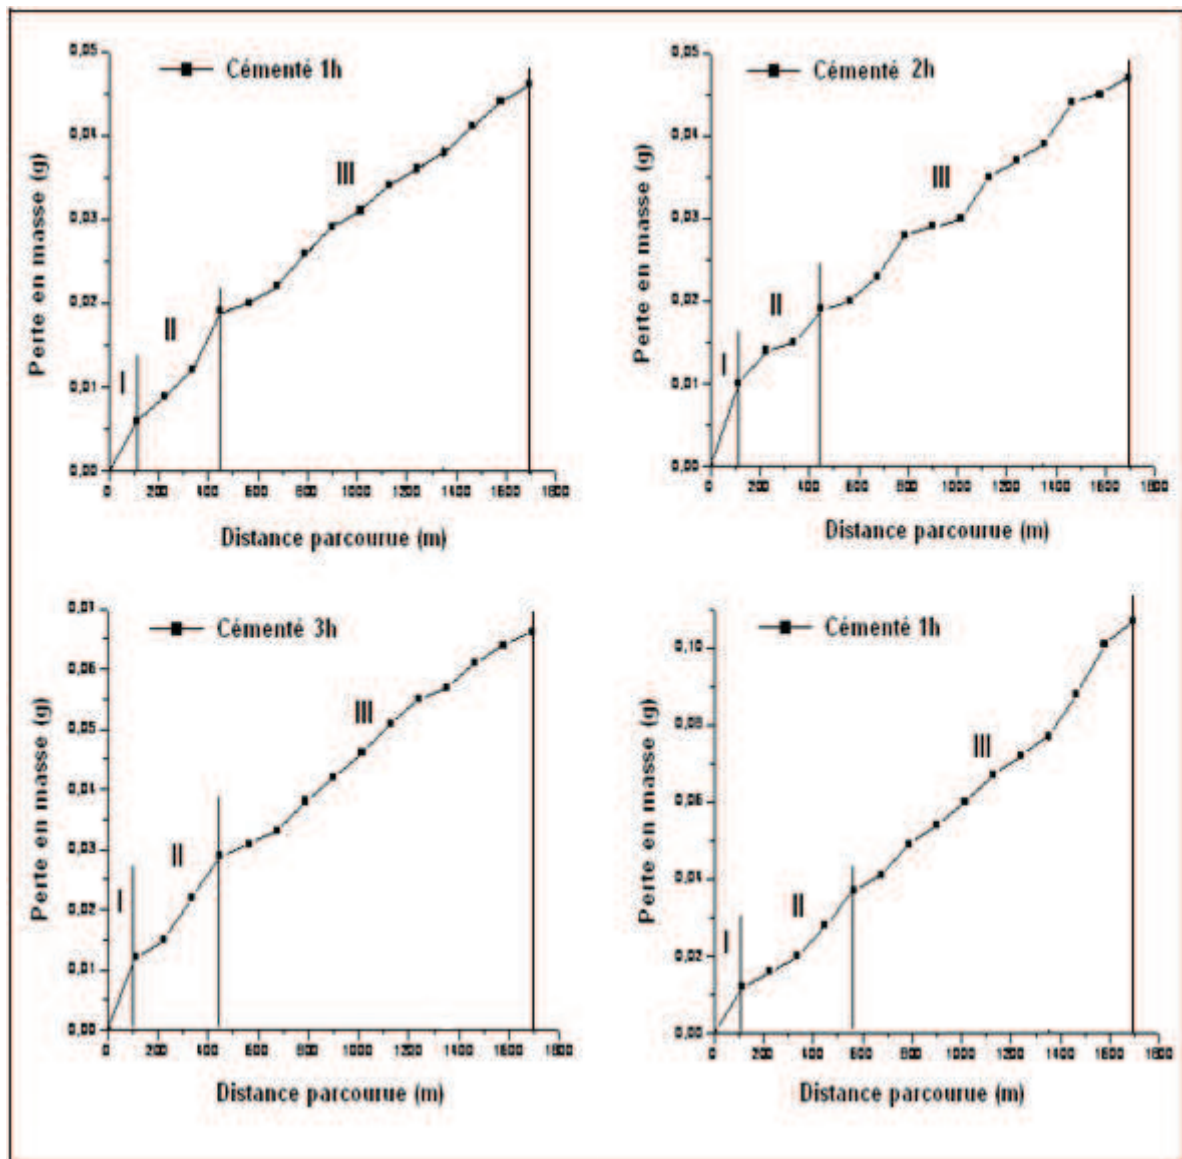 0,05
Cémenté 1h
0,04
III
0,03
0,02
II
0,01
I
0,00
0 200 400 600 800 1000 1200 1400 1600 1800
Perte en masse (g)
Distance parcourue (m)
0,05
Cémenté 2h
0,04
III
0,03
0,02
II
I
0,01
0,00
0 200 400 600 800 1000 1200 1400 1600 1800
Perte en masse (g)
Distance parcourue (m)
Cémenté 3h
0,06
III
0,05
0,04
0,03
II
0,02
I
0,01
0,00
0 200 400 600 800 1000 1200 1400 1600 1800
Perte en masse (g)
Distance parcourue (m)
Cémenté 1h
0,10
III
0,08
0,06
0,04
II
I
0,02
0,00
0 200 400 600 800 1000 1200 1400 1600 1800
Perte en masse (g)
Distance parcourue (m)